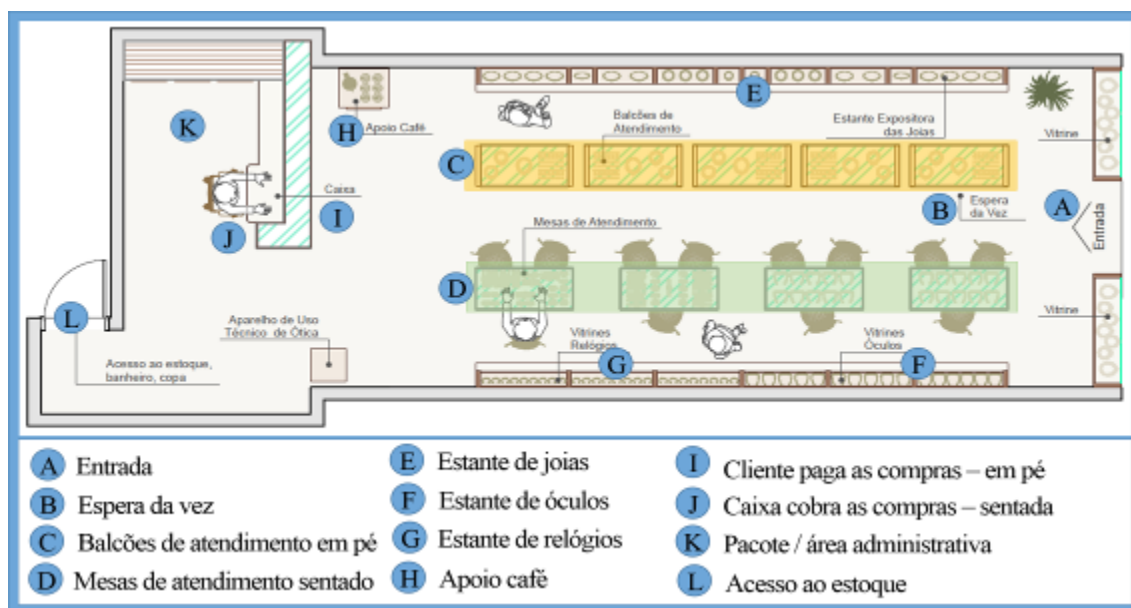 K
H
Apoio Café
Balcões de
Atendimento
E
Estante Expositora
das Joias
Vitrine
C
Caixa
I
J
B
Espera
da Vez
A
Entrada
Mesas de Atendimento
D
L
Aparelho de Uso
Técnico de Ótica
Acesso ao estoque,
banheiro, copa
Vitrines
Relógios
G
Vitrines
Óculos
F
Vitrine
A Entrada
B Espera da vez
C Balcões de atendimento em pé
D Mesas de atendimento sentado
E Estante de joias
F Estante de óculos
G Estante de relógios
H Apoio café
I Cliente paga as compras – em pé
J Caixa cobra as compras – sentada
K Pacote / área administrativa
L Acesso ao estoque